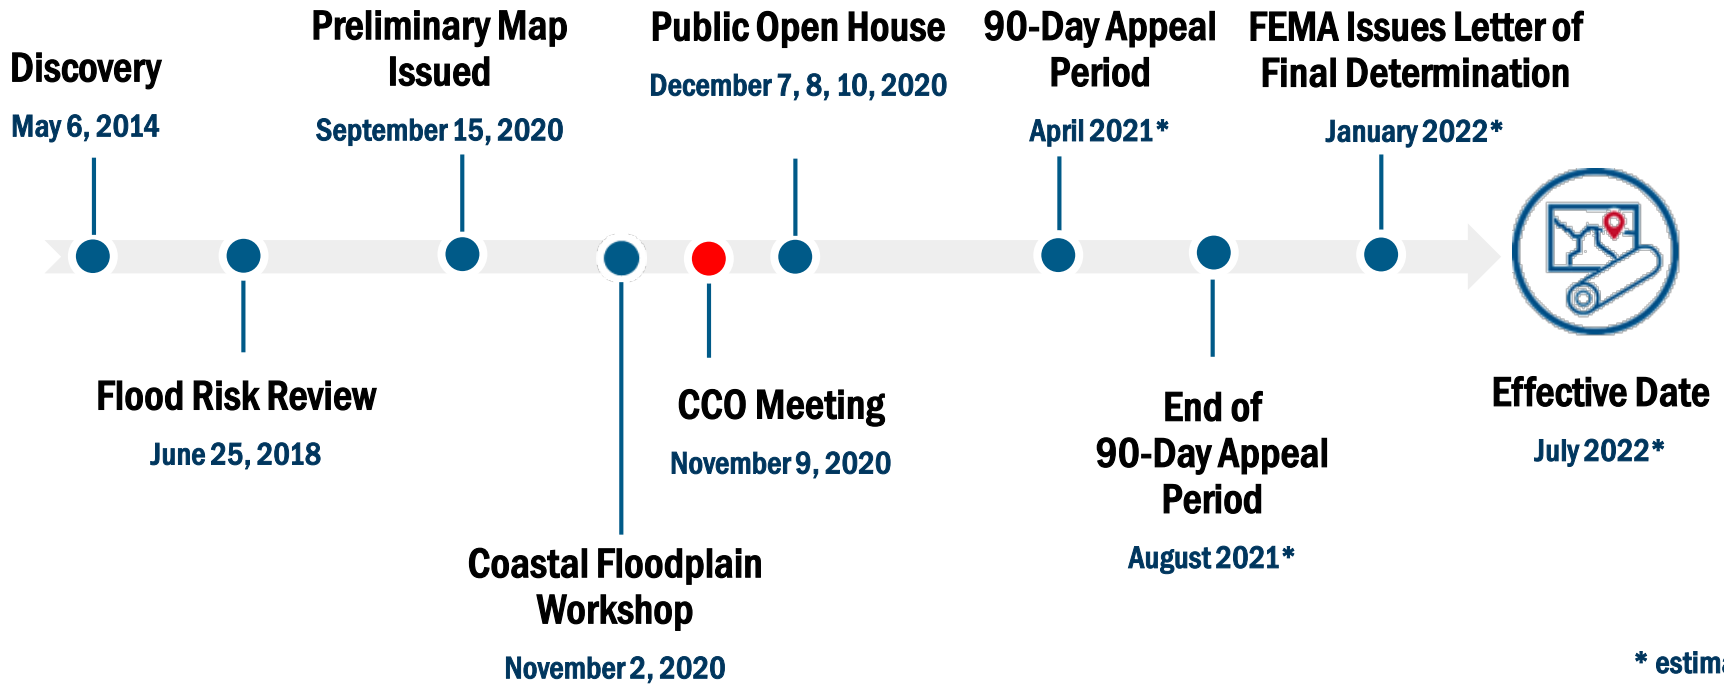 Discovery
May 6, 2014
Flood Risk Review
June 25, 2018
Preliminary Map
Issued
September 15, 2020
Coastal Floodplain
Workshop
November 2, 2020
CCO Meeting
November 9, 2020
Public Open House
December 7, 8, 10, 2020
90-Day Appeal
Period
April 2021*
End of
90-Day Appeal
Period
August 2021*
FEMA Issues Letter of
Final Determination
January 2022*
Effective Date
July 2022*
* estima